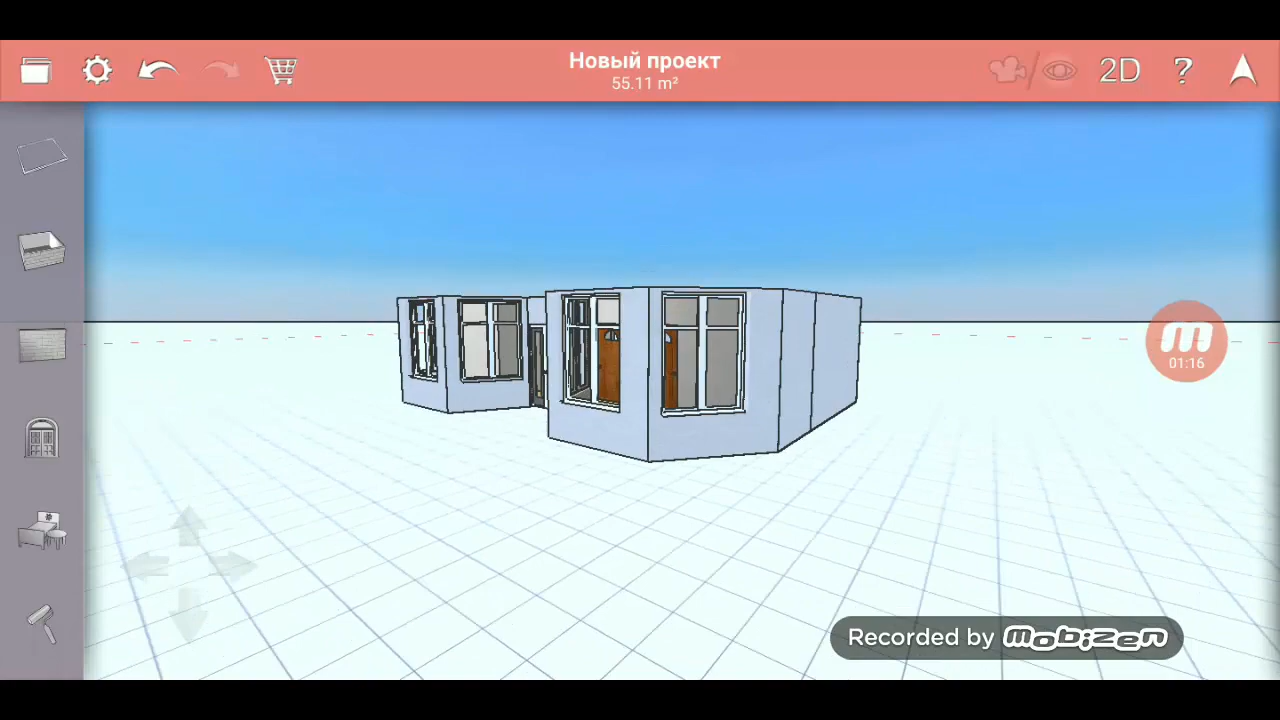 Новый проект
55.11 m²
2D
?
01:16
Recorded by mobizen